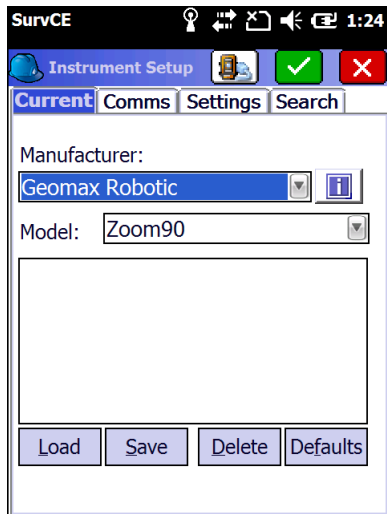 SurvCE 1:24
Instrument Setup
Current Comms Settings Search
Manufacturer:
Geomax Robotic
Model: Zoom90
Load Save Delete Defaults